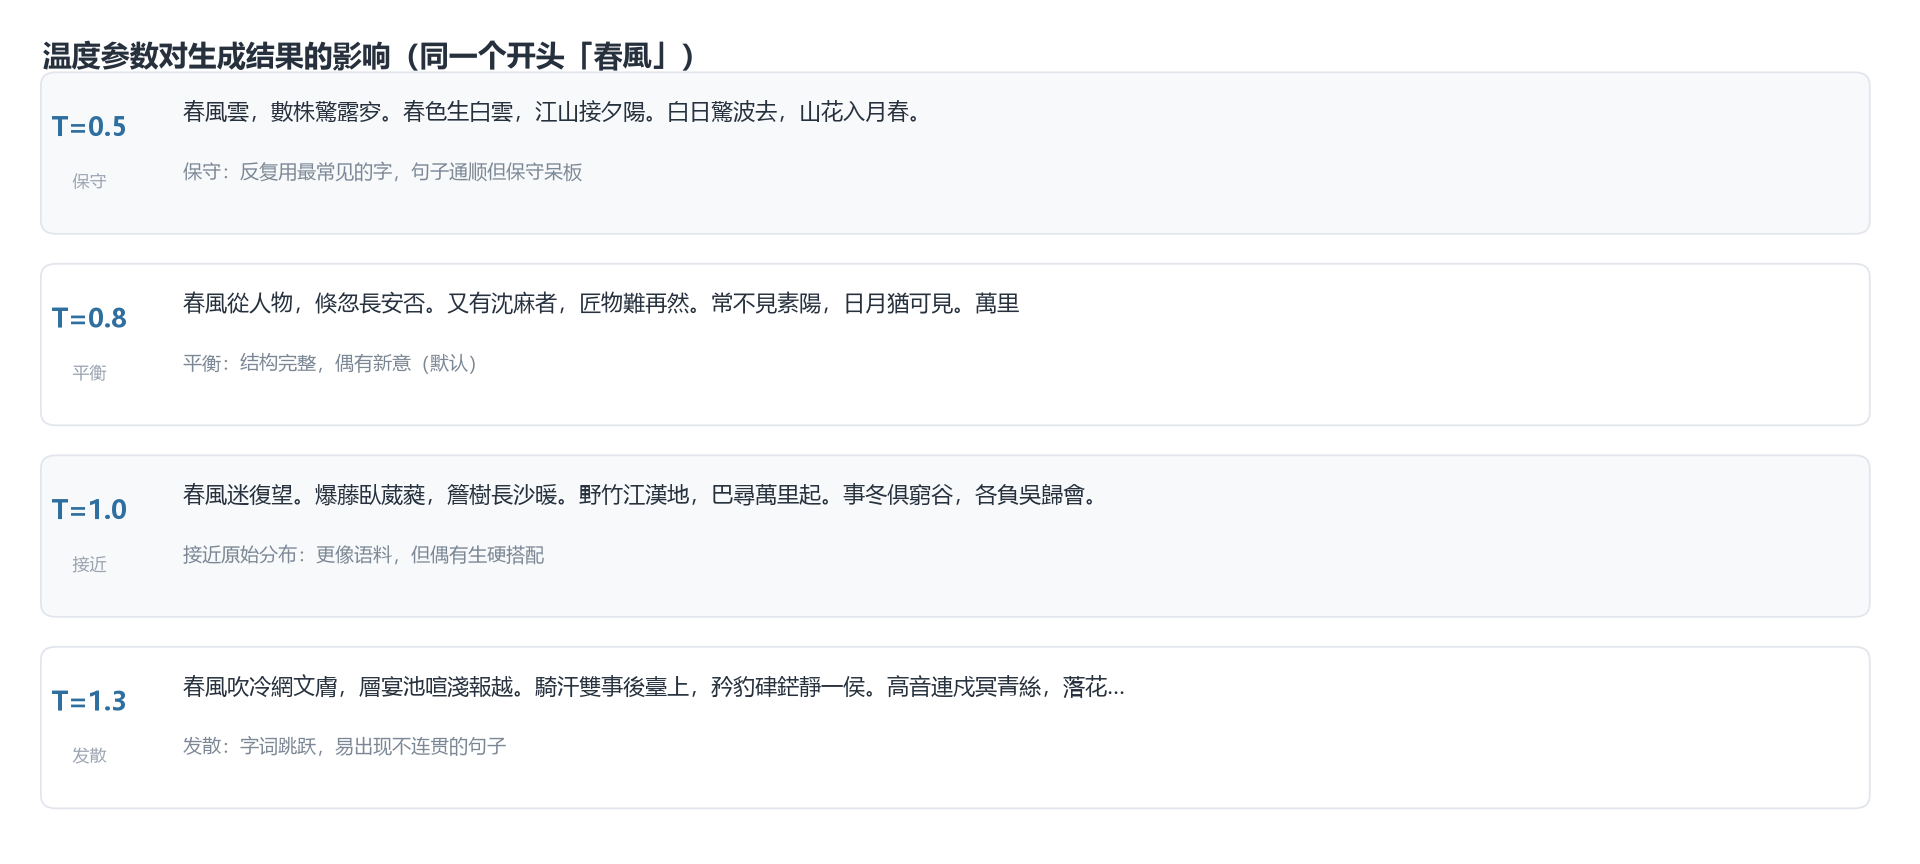 温度参数对生成结果的影响（同一个开头「春風」）
T=0.5
保守
春風雲，數株驚露穸。春色生白雲，江山接夕陽。白日驚波去，山花入月春。
保守：反复用最常见的字，句子通顺但保守呆板
T=0.8
平衡
春風從人物，倏忽長安否。又有沈麻者，匠物難再然。常不見素陽，日月猶可見。萬里
平衡：结构完整，偶有新意（默认）
T=1.0
接近
春風迷復望。爆藤臥葳蕤，簷樹長沙暖。野竹江漢地，巴尋萬里起。事冬俱窮谷，各負吳歸會。
接近原始分布：更像语料，但偶有生硬搭配
T=1.3
发散
春風吹冷網文膚，層宴池喧淺報越。騎汗雙事後臺上，矜豹硉鋩靜一侯。高音連戍冥青絲，落花...
发散：字词跳跃，易出现不连贯的句子